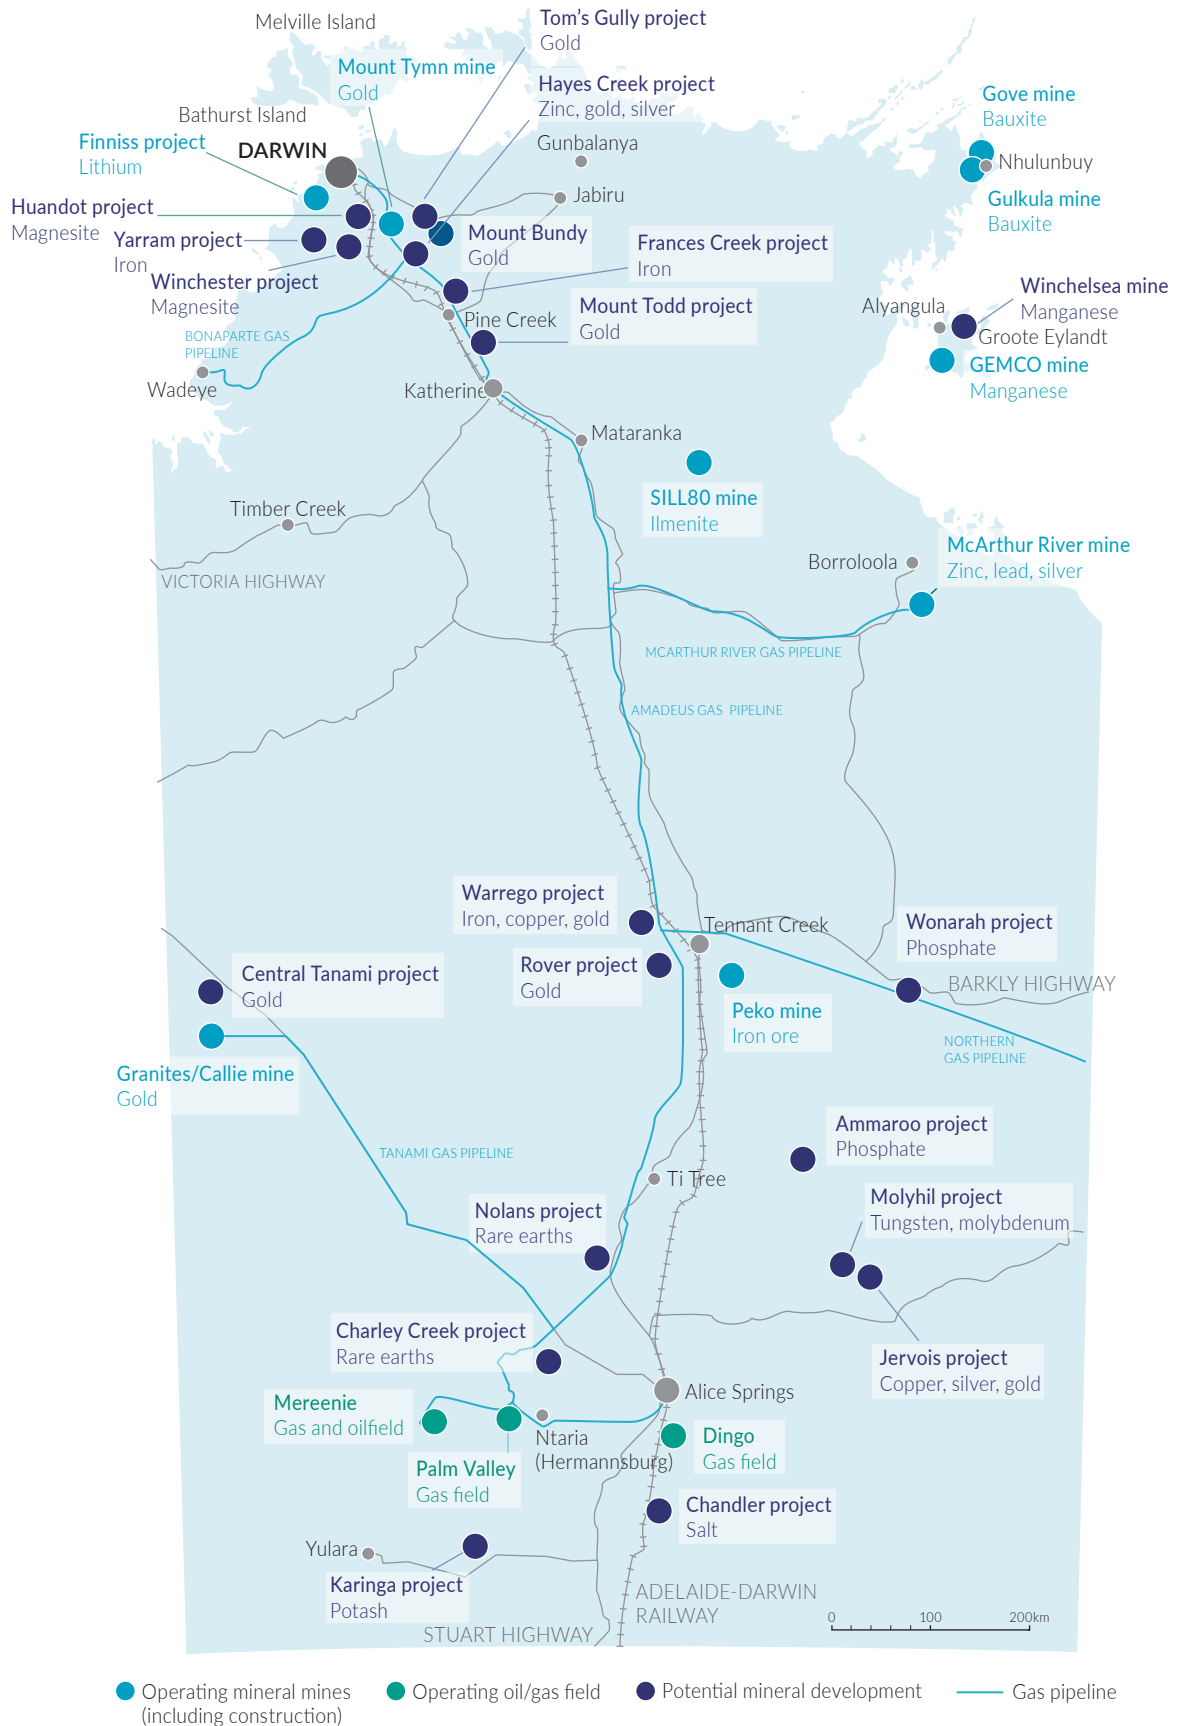 Melville Island
Tom's Gully project
Gold
Mount Tymn mine
Gold
Hayes Creek project
Zinc, gold, silver
Gove mine
Bauxite
Bathurst Island
Finniss project
Lithium
DARWIN
Gunbalanya
Nhulunbuy
Jabiru
Gulkula mine
Bauxite
Huandot project
Magnesite
Yarram project
Iron
Mount Bundy
Gold
Frances Creek project
Iron
Winchester project
Magnesite
Winchelsea mine
Manganese
Mount Todd project
Gold
Alyangula
Pine Creek
Groote Eylandt
BONAPARTE GAS
PIPELINE
GEMCO mine
Manganese
Wadeye
Katherine
Mataranka
SILL80 mine
Ilmenite
Timber Creek
McArthur River mine
Zinc, lead, silver
Borroloola
VICTORIA HIGHWAY
MCARTHUR RIVER GAS PIPELINE
AMADEUS GAS PIPELINE
Warrego project
Iron, copper, gold
Tennant Creek
Wonarah project
Phosphate
Rover project
Gold
Central Tanami project
Gold
BARKLY HIGHWAY
Peko mine
Iron ore
NORTHERN
GAS PIPELINE
Granites/Callie mine
Gold
Ammaroo project
Phosphate
TANAMI GAS PIPELINE
Ti Tree
Molyhil project
Tungsten, molybdenum
Nolans project
Rare earths
Charley Creek project
Rare earths
Jervois project
Copper, silver, gold
Alice Springs
Mereenie
Gas and oilfield
Ntaria
(Hermannsburg)
Dingo
Gas field
Palm Valley
Gas field
Chandler project
Salt
Yulara
Karinga project
Potash
ADELAIDE-DARWIN
RAILWAY
STUART HIGHWAY
0 100 200km
Operating mineral mines
(including construction)
Operating oil/gas field
Potential mineral development
Gas pipeline